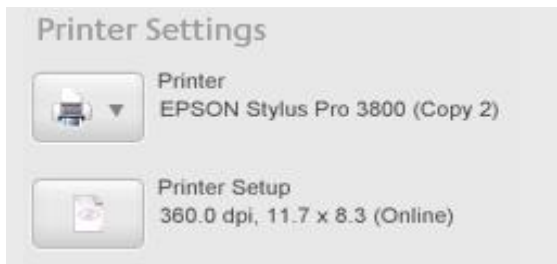 Printer Settings
Printer
EPSON Stylus Pro 3800 (Copy 2)
Printer Setup
360.0 dpi, 11.7 x 8.3 (Online)